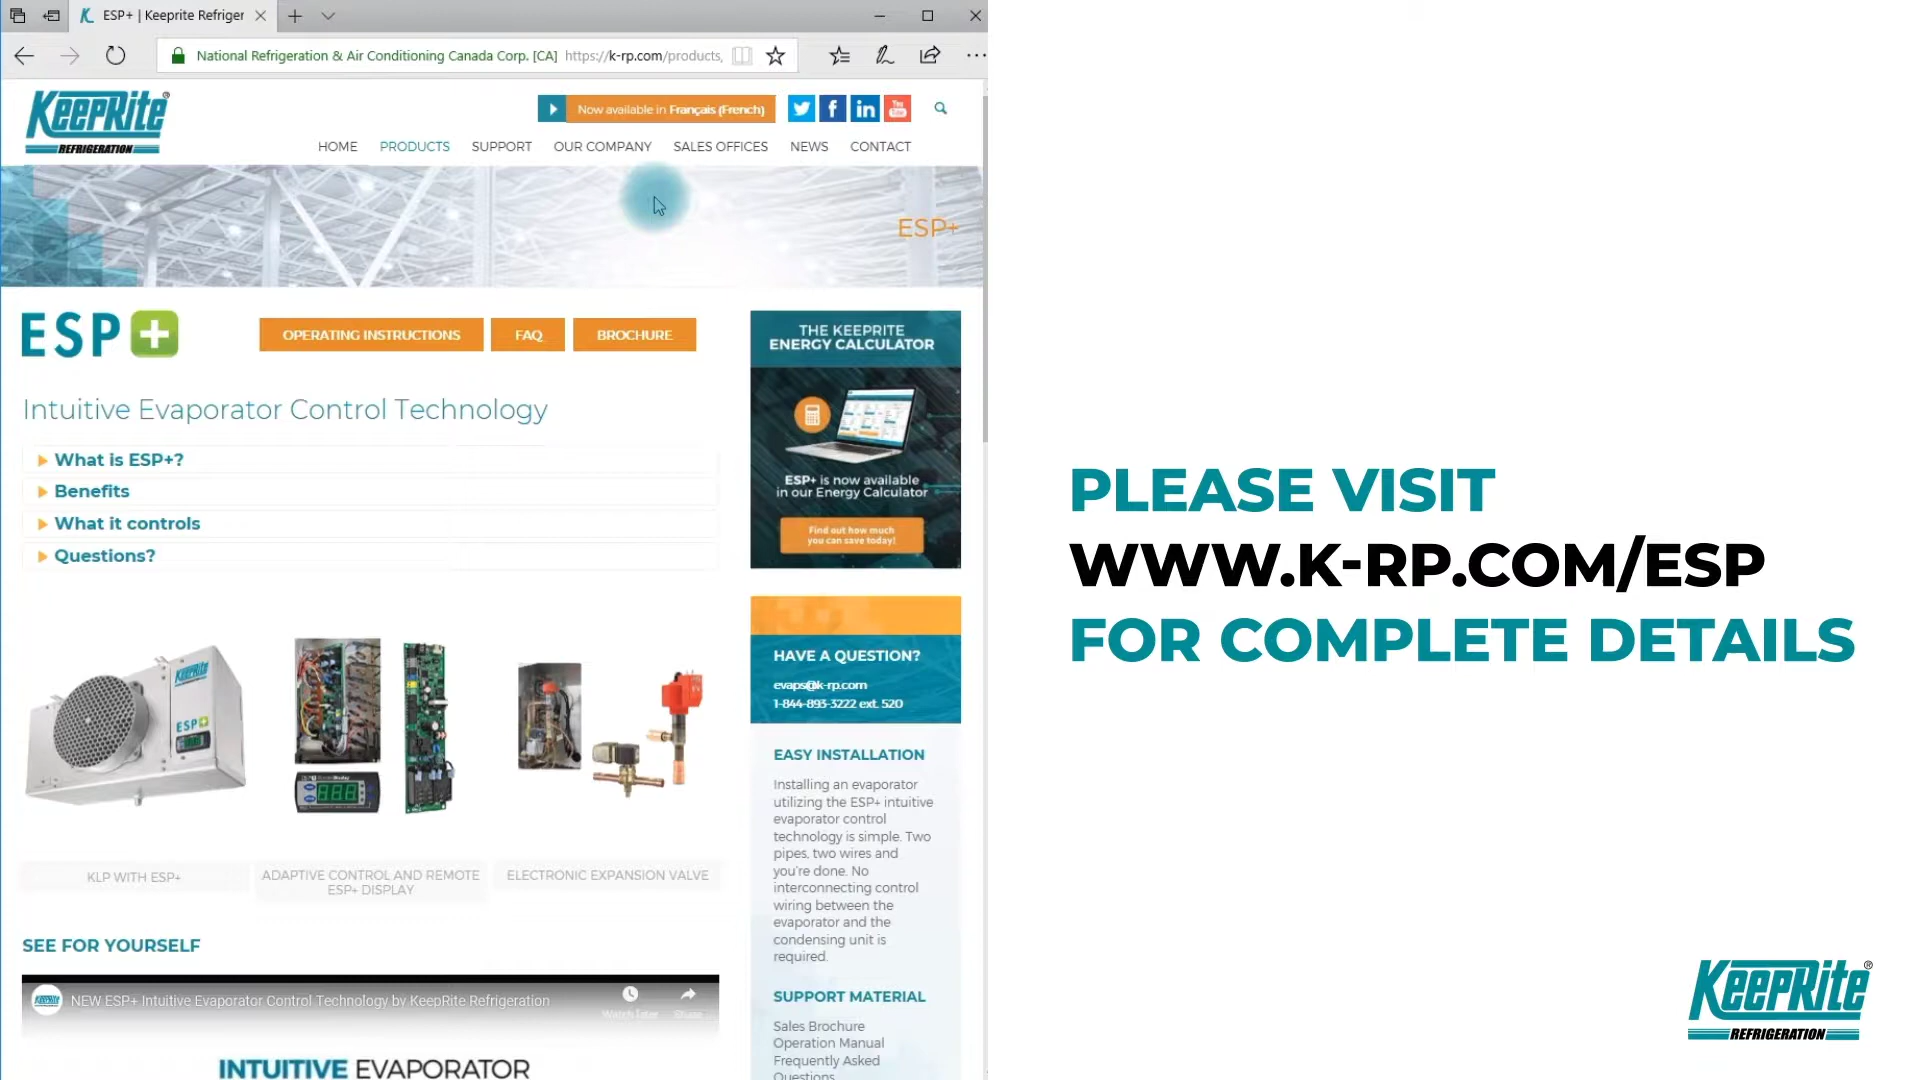 ESP+ | Keeprite Refriger
National Refrigeration & Air Conditioning Canada Corp. [CA] https://k-rp.com/products,
KeepRite®
REFRIGERATION
Now available in Français (French)
You Tube
HOME PRODUCTS SUPPORT OUR COMPANY SALES OFFICES NEWS CONTACT
ESP+
ESP+
OPERATING INSTRUCTIONS FAQ BROCHURE
Intuitive Evaporator Control Technology
What is ESP+?
Benefits
What it controls
Questions?
KeepRite
ESP+
KLP WITH ESP+
ADAPTIVE CONTROL AND REMOTE
ESP+ DISPLAY
ELECTRONIC EXPANSION VALVE
SEE FOR YOURSELF
NEW ESP+ Intuitive Evaporator Control Technology by KeepRite Refrigeration
Watch later Share
INTUITIVE EVAPORATOR
THE KEEPRITE
ENERGY CALCULATOR
ESP+ is now available
in our Energy Calculator
Find out how much
you can save today!
HAVE A QUESTION?
evaps@k-rp.com
1-844-893-3222 ext. 520
EASY INSTALLATION
Installing an evaporator
utilizing the ESP+ intuitive
evaporator control
technology is simple. Two
pipes, two wires and
you're done. No
interconnecting control
wiring between the
evaporator and the
condensing unit is
required.
SUPPORT MATERIAL
Sales Brochure
Operation Manual
Frequently Asked
Questions
PLEASE VISIT
WWW.K-RP.COM/ESP
FOR COMPLETE DETAILS
KeepRite®
REFRIGERATION